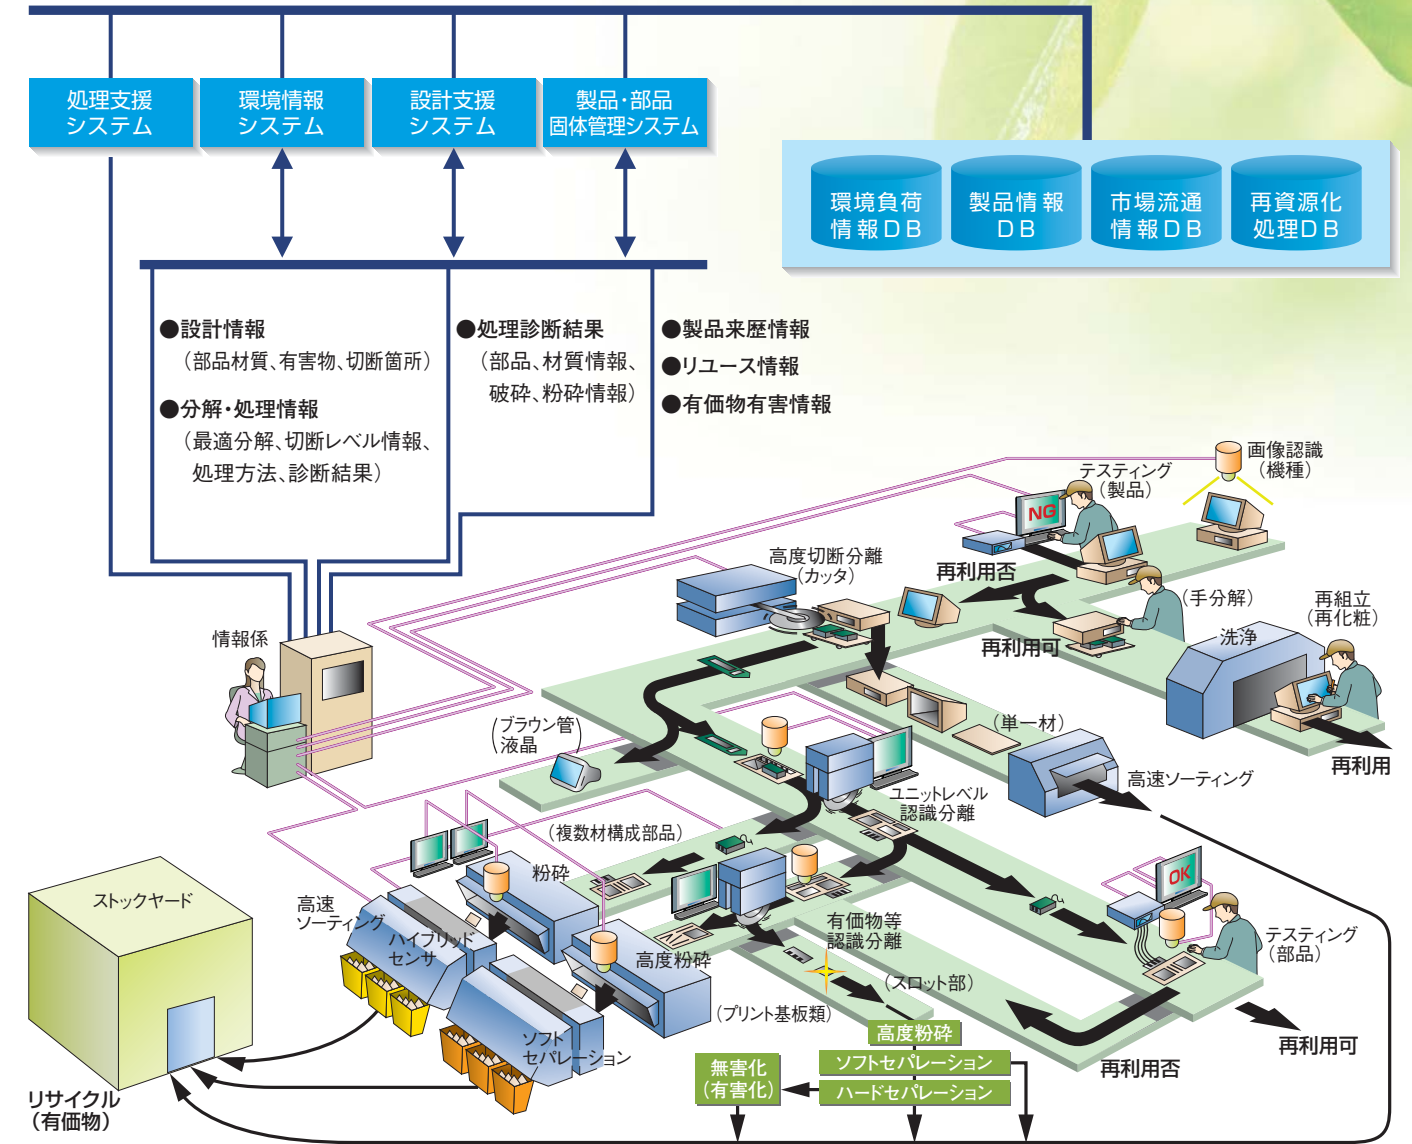 処理支援
システム
環境情報
システム
設計支援
システム
製品・部品
固体管理システム
環境負荷
情報DB
製品情報
DB
市場流通
情報DB
再資源化
処理DB
●設計情報
（部品材質、有害物、切断箇所）
●分解・処理情報
（最適分解、切断レベル情報、
処理方法、診断結果）
●処理診断結果
（部品、材質情報、
破砕、粉砕情報）
●製品来歴情報
●リユース情報
●有価物有害情報
画像認識
（機種）
テスティング
（製品）
NG
高度切断分離
（カッタ）
再利用否
（手分解）
再組立
（再化粧）
再利用可
洗浄
情報係
（ブラウン管
液晶）
（単一材）
再利用
高速ソーティング
ユニットレベル
認識分離
（複数材構成部品）
粉砕
OK
ストックヤード
高速
ソーティング
ハイブリッド
センサ
有価物等
認識分離
テスティング
（部品）
高度粉砕
（スロット部）
（プリント基板類）
ソフト
セパレーション
高度粉砕
再利用可
無害化
（有害化）
ソフトセパレーション
ハードセパレーション
再利用否
リサイクル
（有価物）